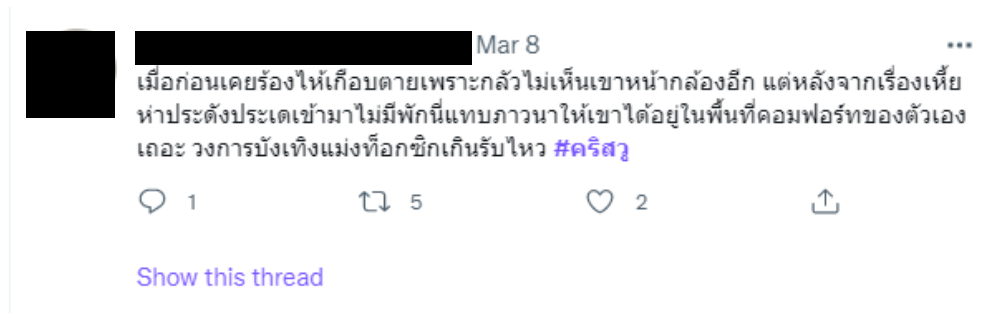 Mar 8
เมื่อก่อนเคยร้องไห้เกือบตายเพราะกลัวไม่เห็นเขาหน้ากล้องอีก แต่หลังจากเรื่องเหี้ย
ห่าประดังประเดเข้ามาไม่มีพักนี่แทบภาวนาให้เขาได้อยู่ในพื้นที่คอมฟอร์ทของตัวเอง
เถอะ วงการบังเทิงแม่งท็อกซิกเกินรับไหว #คริสวู
1 5 2
Show this thread